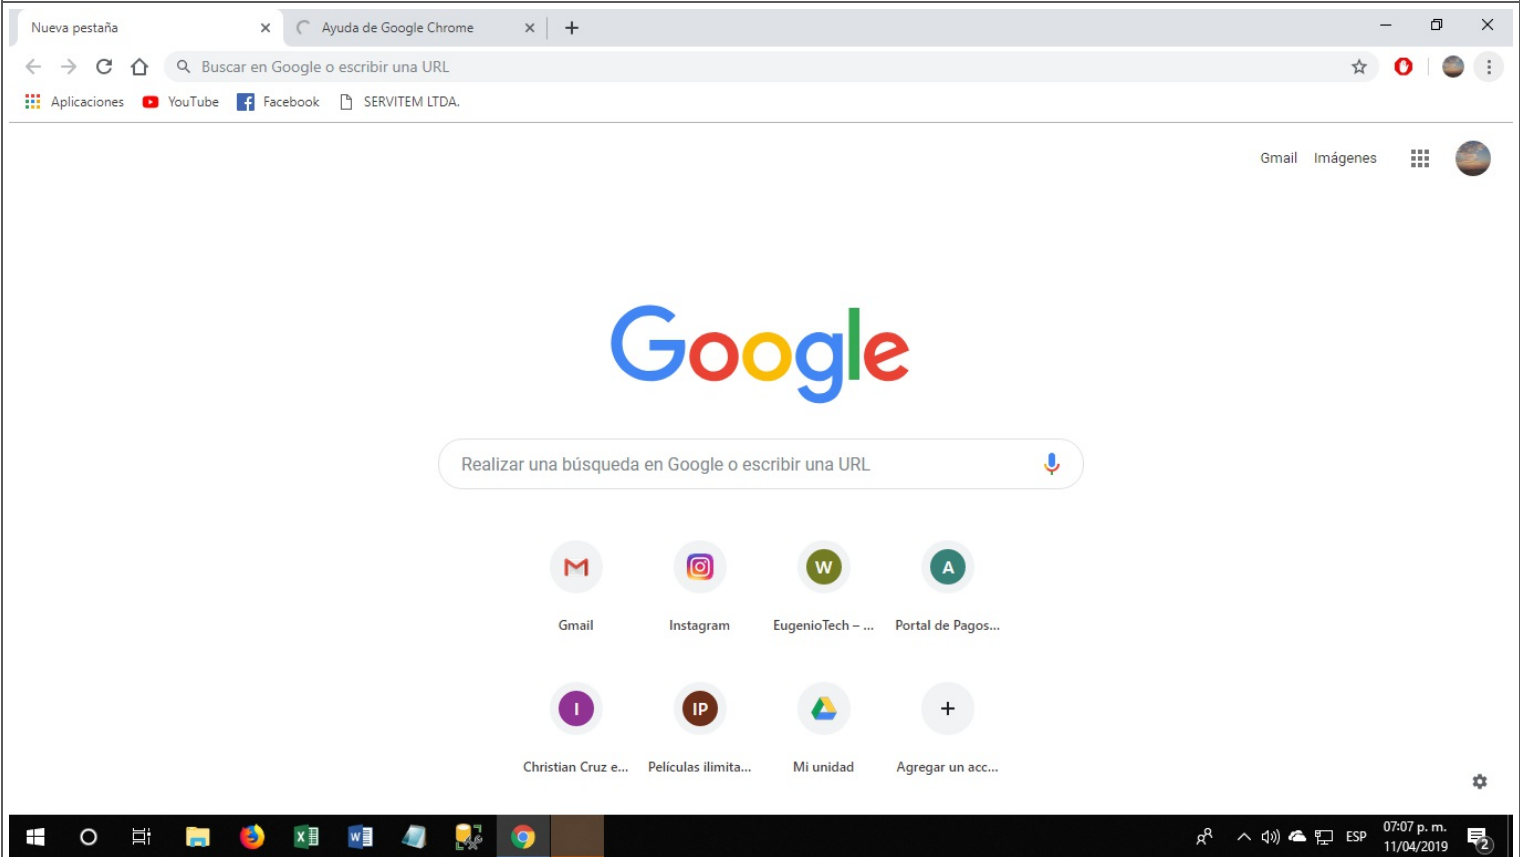 Nueva pestaña
Ayuda de Google Chrome
Buscar en Google o escribir una URL
Aplicaciones YouTube Facebook SERVITEM LTDA.
Gmail Imágenes
Google
Realizar una búsqueda en Google o escribir una URL
W A
Gmail Instagram EugenioTech – ... Portal de Pagos...
I IP
Christian Cruz e... Películas ilimita... Mi unidad Agregar un acc...
ESP
07:07 p. m.
11/04/2019
2